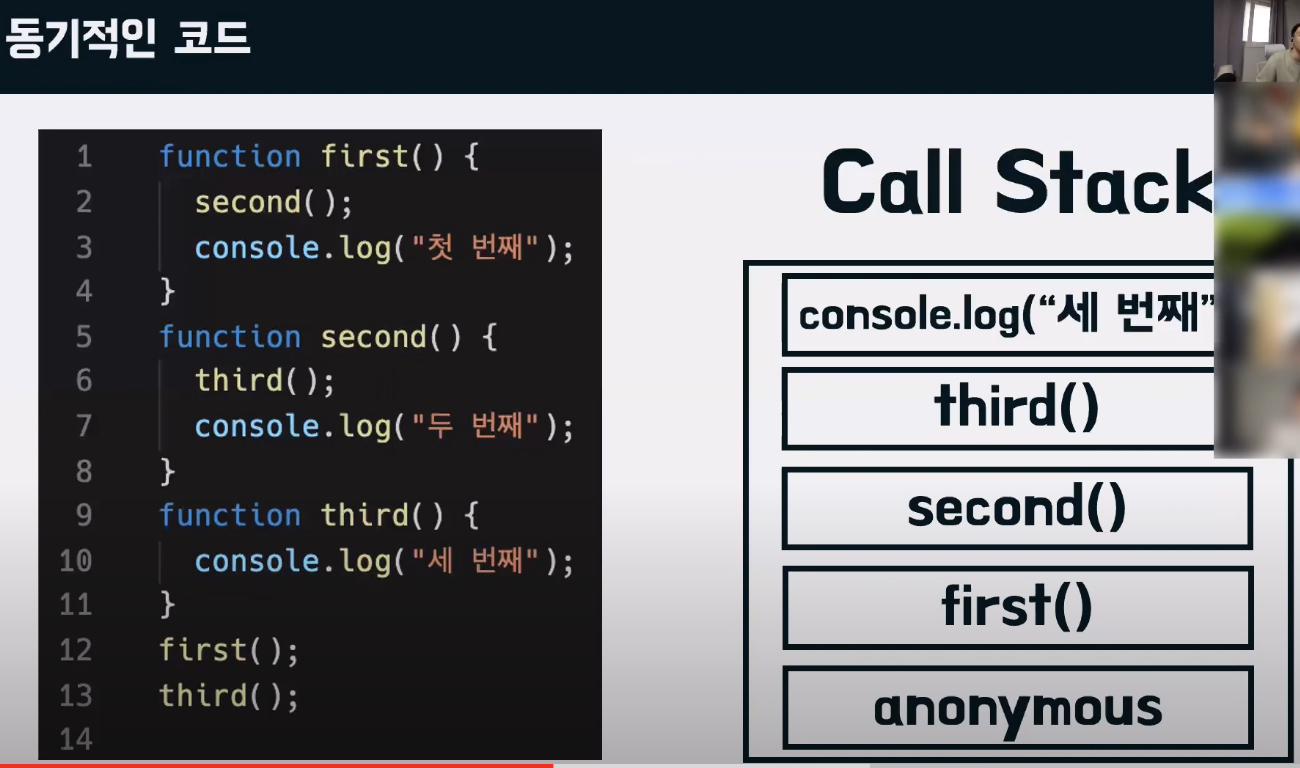 동기적인 코드
1 function first() {
2 second();
3 console.log("첫 번째");
4 }
5 function second() {
6 third();
7 console.log("두 번째");
8 }
9 function third() {
10 console.log("세 번째");
11 }
12 first();
13 third();
14
Call Stack
console.log(“세 번째”
third()
second()
first()
anonymous